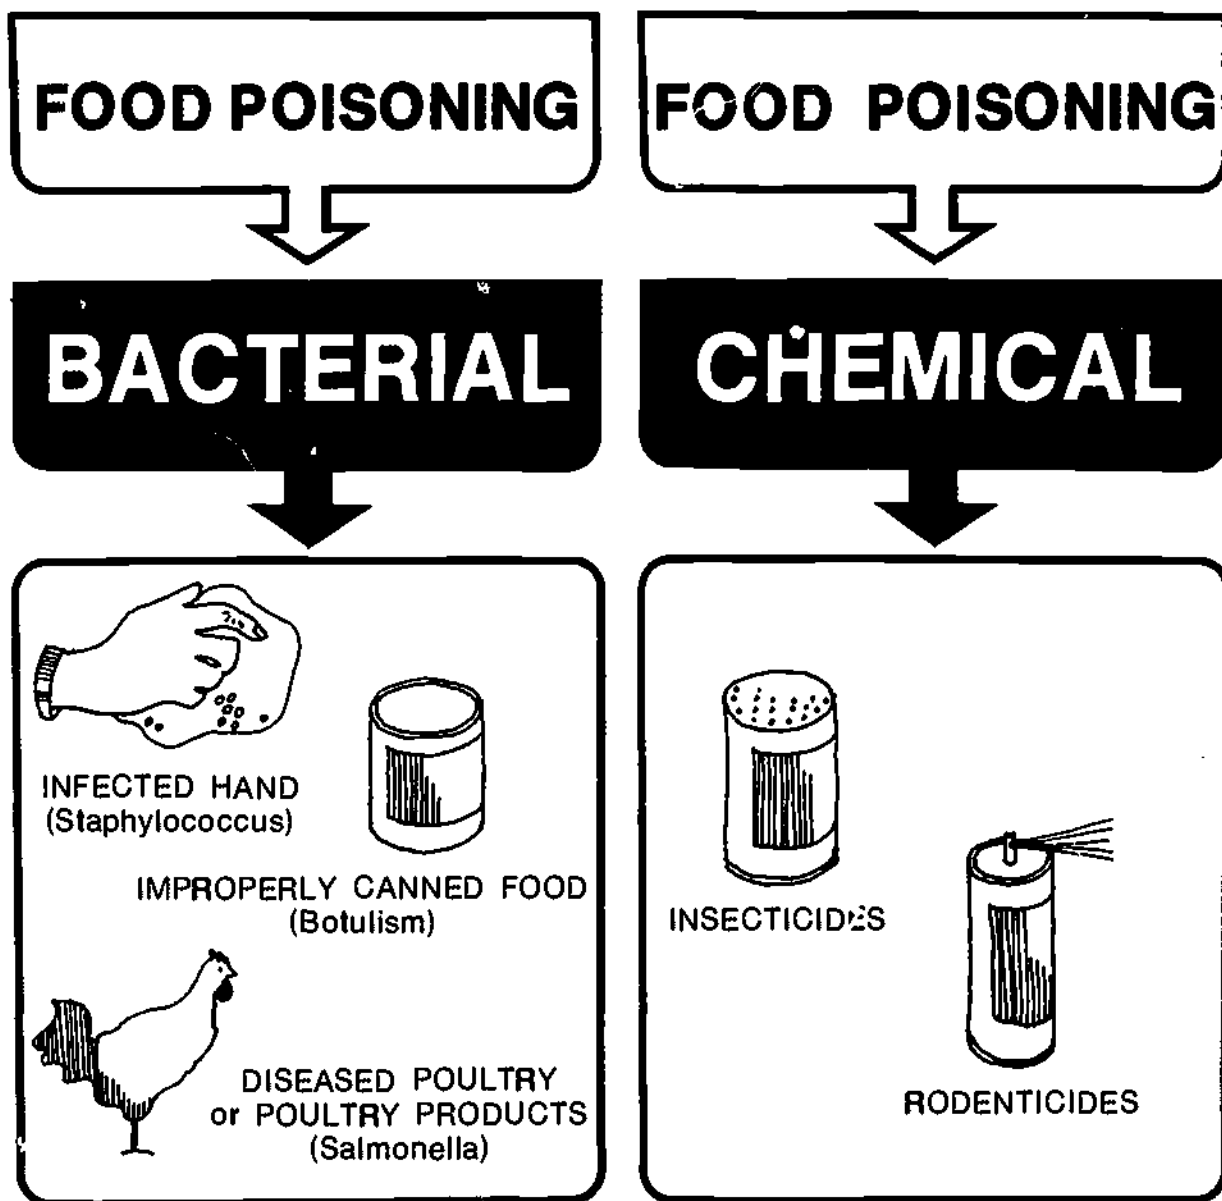 FOOD POISONING
BACTERIAL
INFECTED HAND
(Staphylococcus)
IMPROPERLY CANNED FOOD
(Botulism)
DISEASED POULTRY
or POULTRY PRODUCTS
(Salmonella)
FOOD POISONING
CHEMICAL
INSECTICIDES
RODENTICIDES